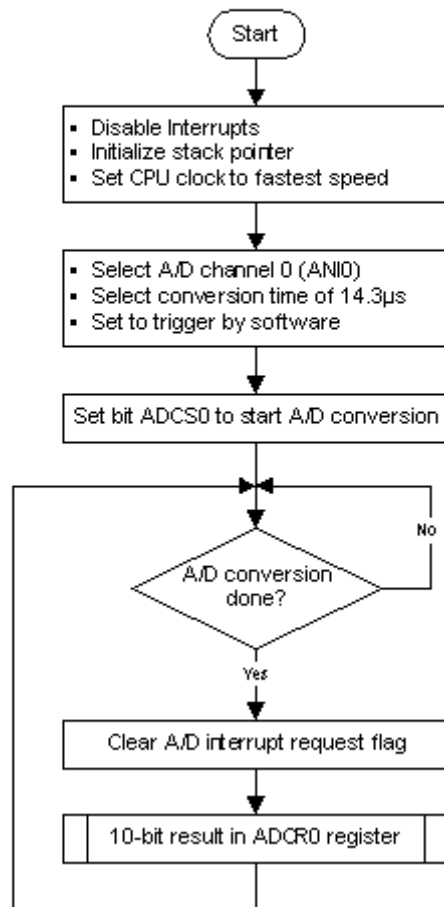 Start
▪ Disable Interrupts
▪ Initialize stack pointer
▪ Set CPU clock to fastest speed
▪ Select A/D channel 0 (ANI0)
▪ Select conversion time of 14.3µs
▪ Set to trigger by software
Set bit ADCS0 to start A/D conversion
No
A/D conversion
done?
Yes
Clear A/D interrupt request flag
10-bit result in ADCR0 register